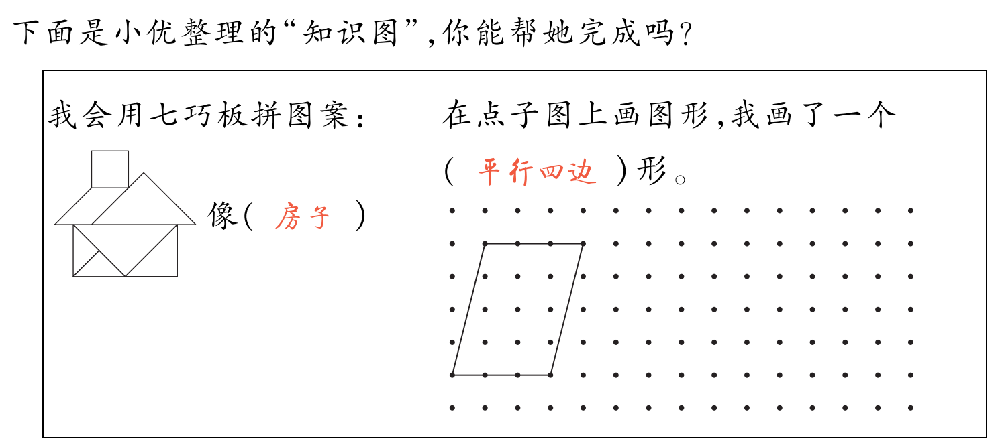 下面是小优整理的“知识图”,你能帮她完成吗?
我会用七巧板拼图案:
像( 房子 )
在点子图上画图形,我画了一个
( 平行四边 )形。